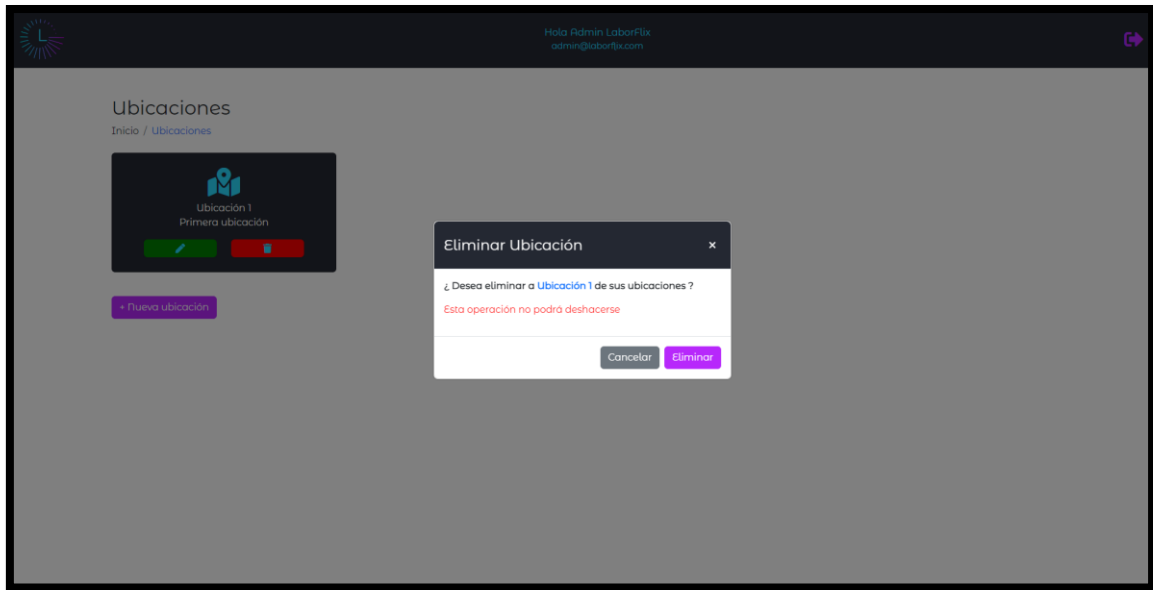 L
Hola Admin LaborFlix
admin@laborflix.com
Ubicaciones
Inicio / Ubicaciones
Ubicación 1
Primera ubicación
+ Nueva ubicación
Eliminar Ubicación ×
¿ Desea eliminar a Ubicación 1 de sus ubicaciones ?
Esta operación no podrá deshacerse
Cancelar Eliminar